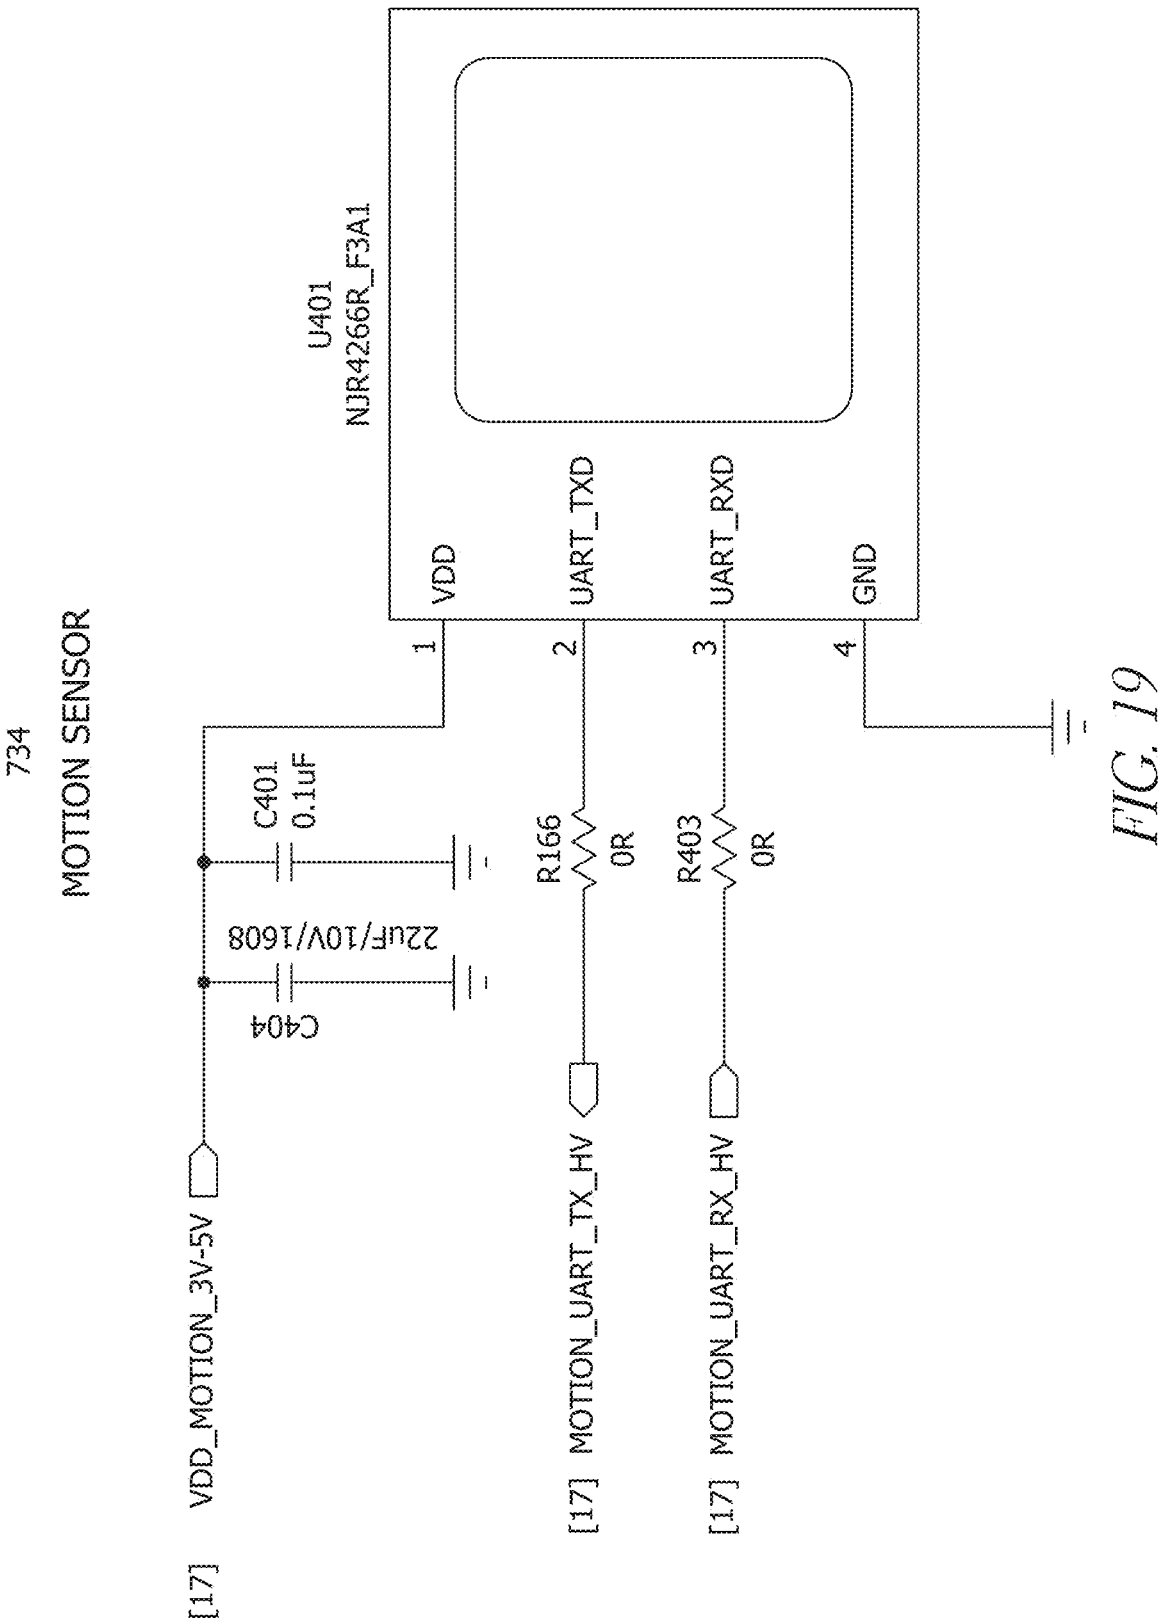 734
MOTION SENSOR
U401
NJR4266R_F3A1
[17] VDD_MOTION_3V-5V
C404
22uF/10V/1608
C401
0.1uF
1
VDD
[17] MOTION_UART_TX_HV
R166
0R
2
UART_TXD
[17] MOTION_UART_RX_HV
R403
0R
3
UART_RXD
4
GND
FIG. 19